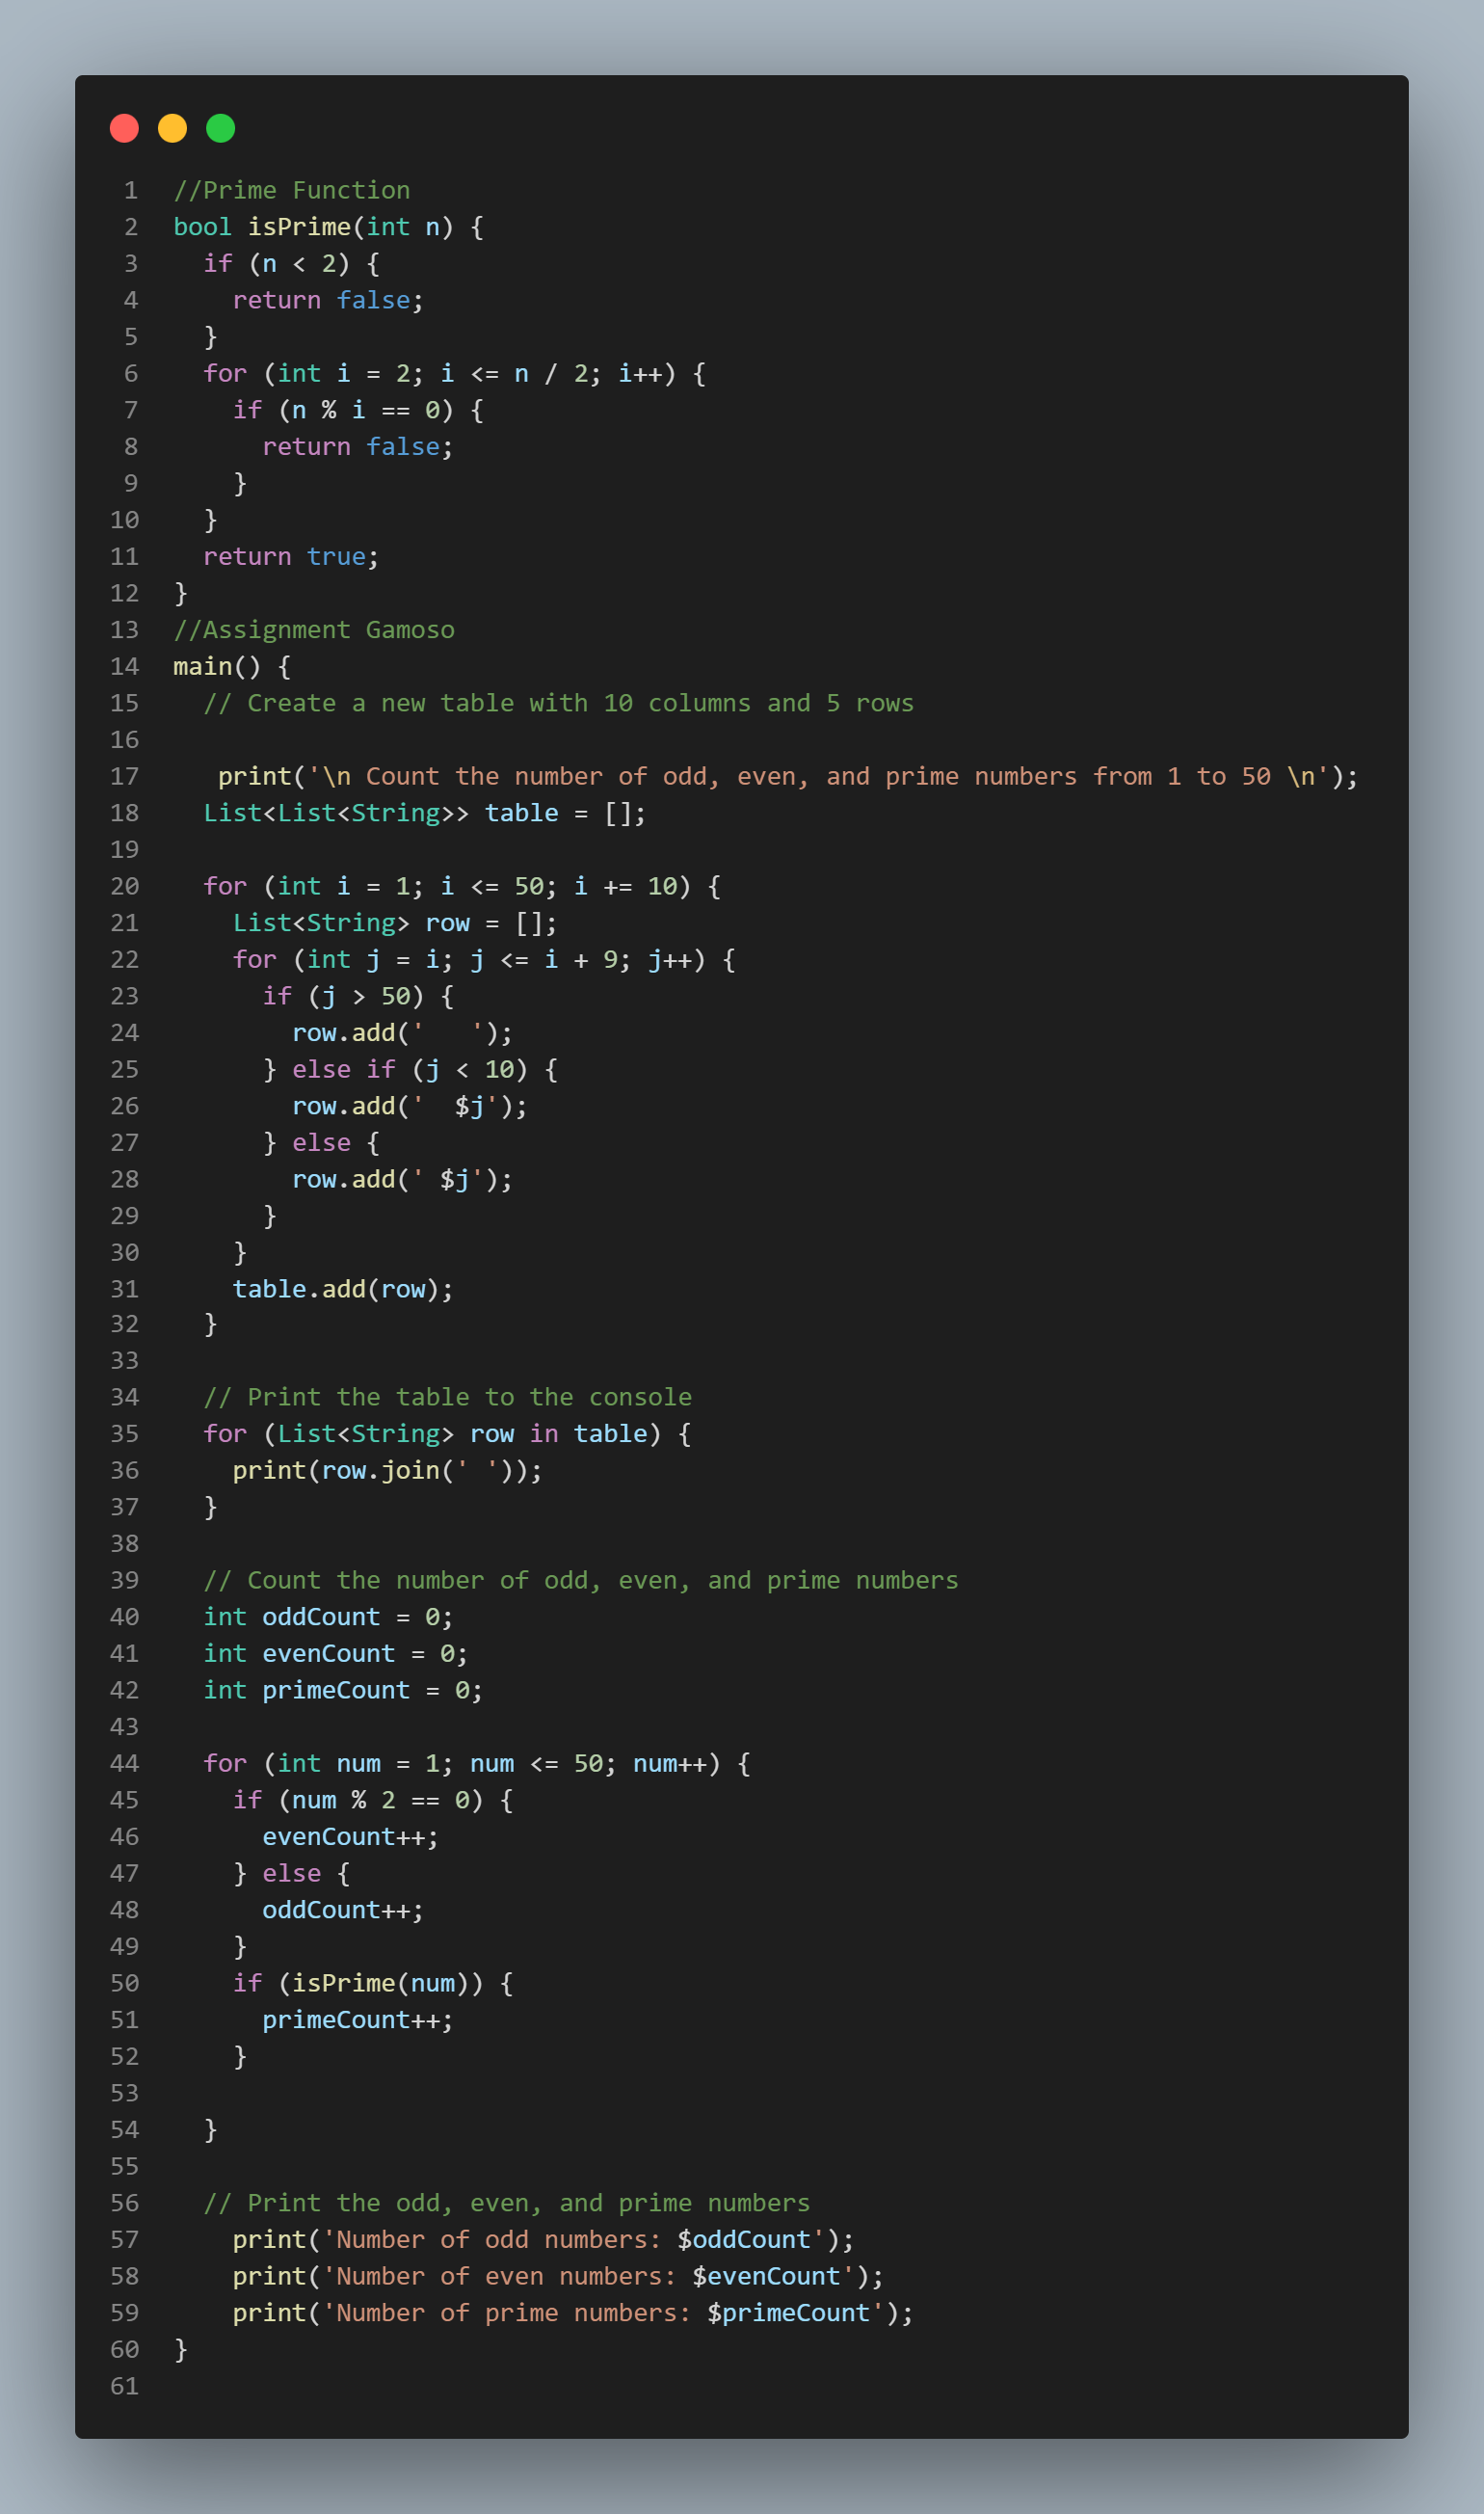 1 //Prime Function
2 bool isPrime(int n) {
3   if (n < 2) {
4     return false;
5   }
6   for (int i = 2; i <= n / 2; i++) {
7     if (n % i == 0) {
8       return false;
9     }
10   }
11   return true;
12 }
13 //Assignment Gamoso
14 main() {
15   // Create a new table with 10 columns and 5 rows
16
17    print('\n Count the number of odd, even, and prime numbers from 1 to 50 \n');
18   List<List<String>> table = [];
19
20   for (int i = 1; i <= 50; i += 10) {
21     List<String> row = [];
22     for (int j = i; j <= i + 9; j++) {
23       if (j > 50) {
24         row.add('   ');
25       } else if (j < 10) {
26         row.add('  $j');
27       } else {
28         row.add(' $j');
29       }
30     }
31     table.add(row);
32   }
33
34   // Print the table to the console
35   for (List<String> row in table) {
36     print(row.join(' '));
37   }
38
39   // Count the number of odd, even, and prime numbers
40   int oddCount = 0;
41   int evenCount = 0;
42   int primeCount = 0;
43
44   for (int num = 1; num <= 50; num++) {
45     if (num % 2 == 0) {
46       evenCount++;
47     } else {
48       oddCount++;
49     }
50     if (isPrime(num)) {
51       primeCount++;
52     }
53
54   }
55
56   // Print the odd, even, and prime numbers
57     print('Number of odd numbers: $oddCount');
58     print('Number of even numbers: $evenCount');
59     print('Number of prime numbers: $primeCount');
60 }
61